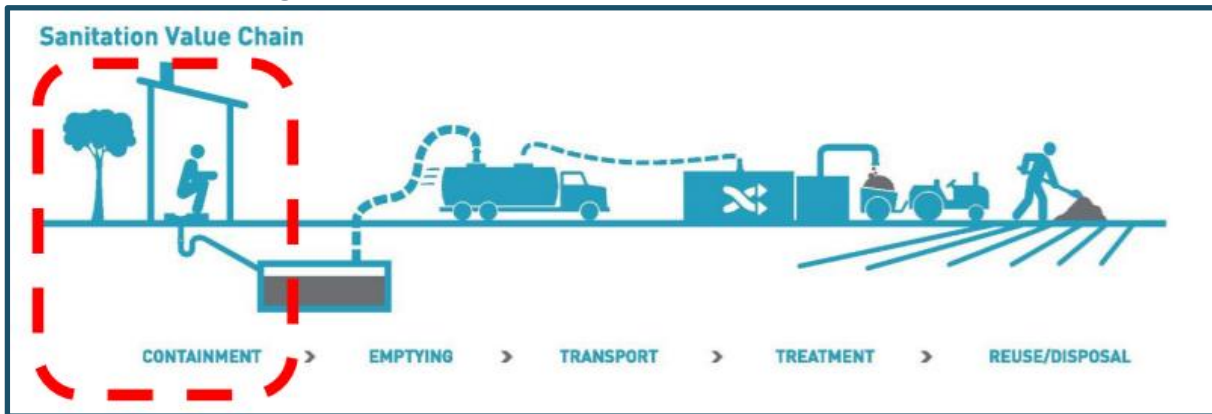 Sanitation Value Chain
CONTAINMENT > EMPTYING > TRANSPORT > TREATMENT > REUSE/DISPOSAL